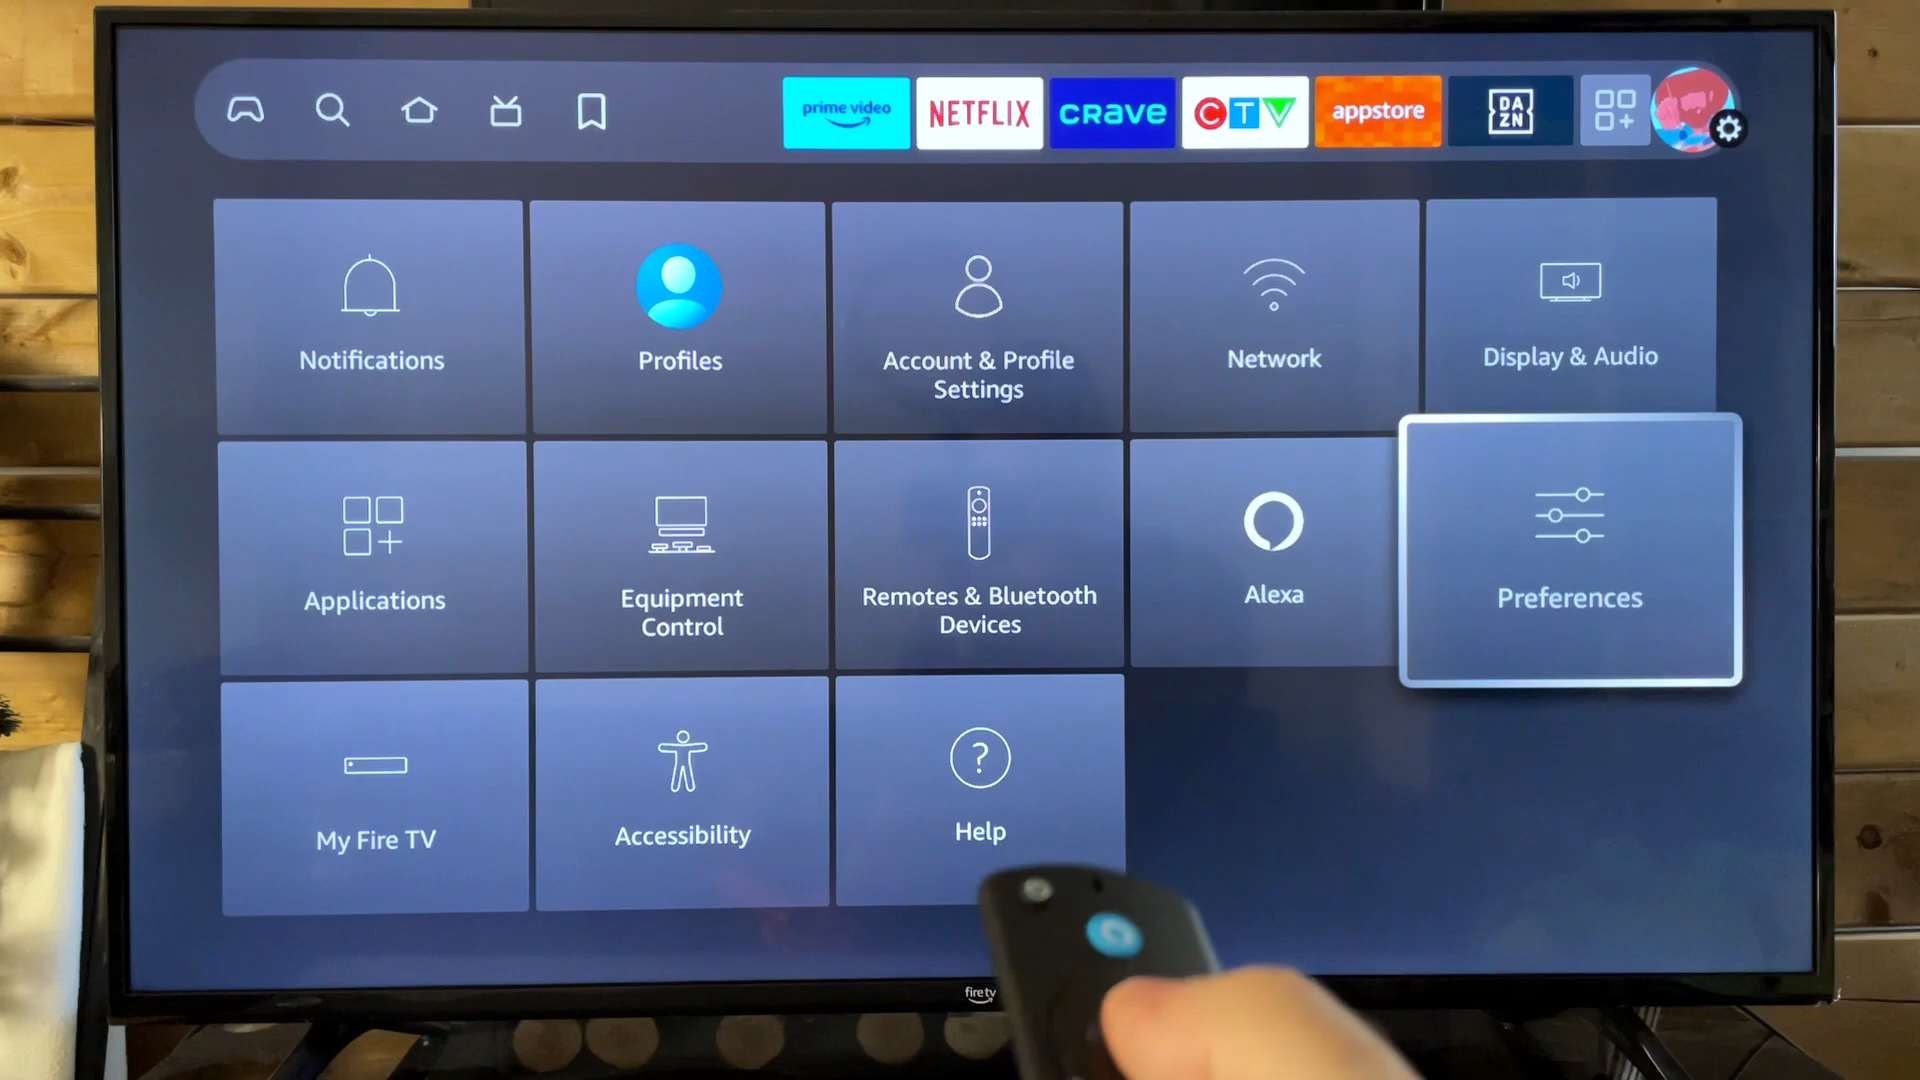 prime video
NETFLIX
CRAVE
CTV
appstore
DA
ZN
Notifications
Profiles
Account & Profile
Settings
Network
Display & Audio
Applications
Equipment
Control
Remotes & Bluetooth
Devices
Alexa
Preferences
My Fire TV
Accessibility
?
Help
fire tv